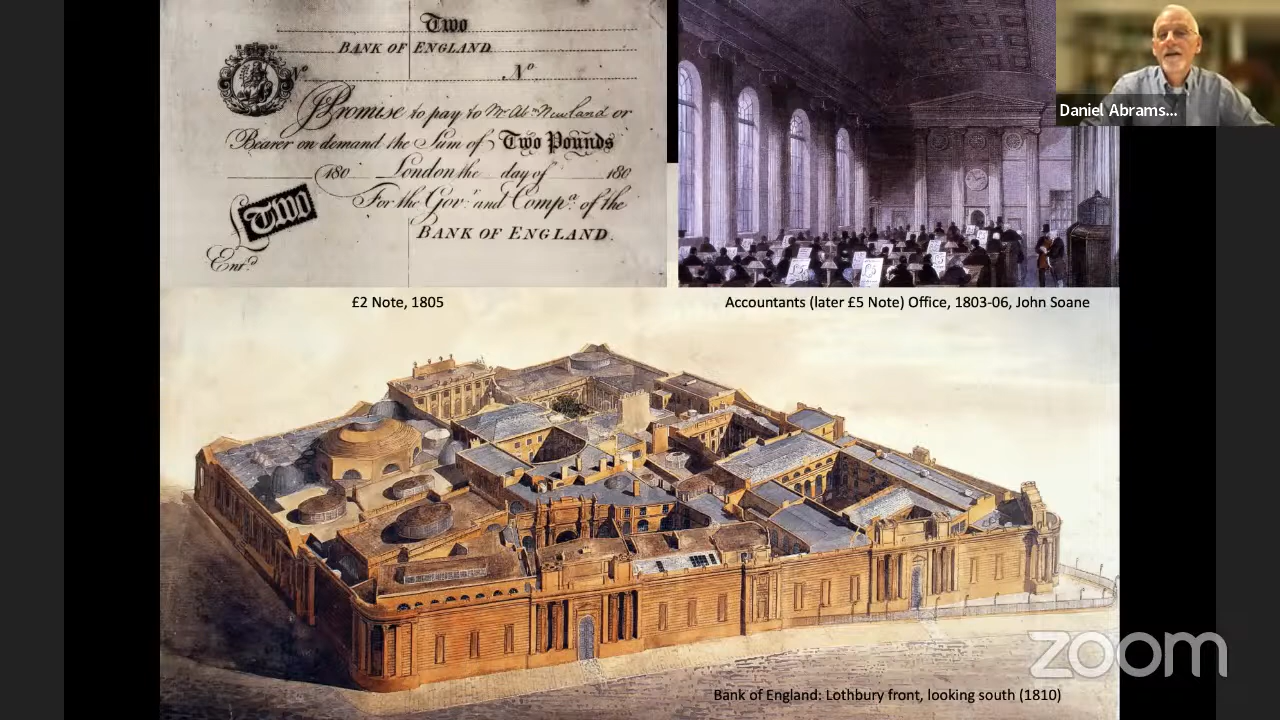 Two
BANK OF ENGLAND
Nº Nº
Promise to pay to Mr Abm Newland or
Bearer on demand the Sum of Two Pounds
180 London the day of 180
For the Govr and Compa of the
BANK OF ENGLAND.
TWO
Entd
£2 Note, 1805
Accountants (later £5 Note) Office, 1803-06, John Soane
Daniel Abrams...
Bank of England: Lothbury front, looking south (1810)
zoom